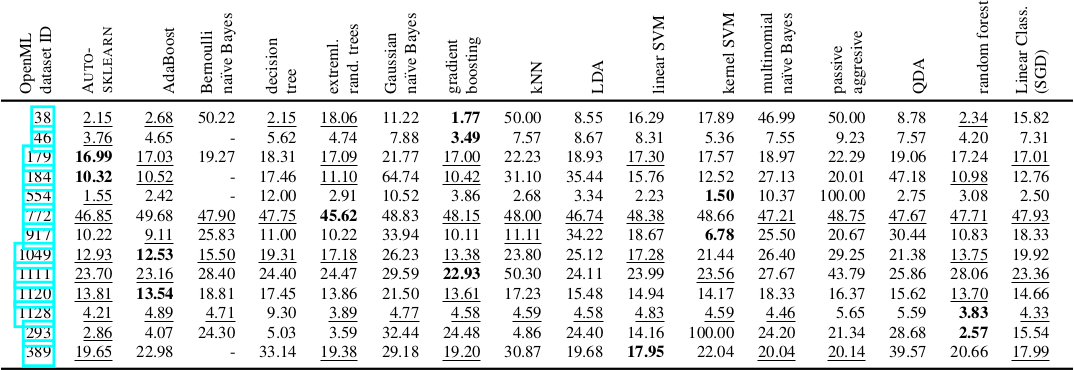 OpenML dataset ID AUTO-SKLEARN AdaBoost Bernoulli naïve Bayes decision tree extreml. rand. trees Gaussian naïve Bayes gradient boosting kNN LDA linear SVM kernel SVM multinomial naïve Bayes passive aggresive QDA random forest Linear Class. (SGD)
38 2.15 2.68 50.22 2.15 18.06 11.22 1.77 50.00 8.55 16.29 17.89 46.99 50.00 8.78 2.34 15.82
46 3.76 4.65 - 5.62 4.74 7.88 3.49 7.57 8.67 8.31 5.36 7.55 9.23 7.57 4.20 7.31
179 16.99 17.03 19.27 18.31 17.09 21.77 17.00 22.23 18.93 17.30 17.57 18.97 22.29 19.06 17.24 17.01
184 10.32 10.52 - 17.46 11.10 64.74 10.42 31.10 35.44 15.76 12.52 27.13 20.01 47.18 10.98 12.76
554 1.55 2.42 - 12.00 2.91 10.52 3.86 2.68 3.34 2.23 1.50 10.37 100.00 2.75 3.08 2.50
772 46.85 49.68 47.90 47.75 45.62 48.83 48.15 48.00 46.74 48.38 48.66 47.21 48.75 47.67 47.71 47.93
917 10.22 9.11 25.83 11.00 10.22 33.94 10.11 11.11 34.22 18.67 6.78 25.50 20.67 30.44 10.83 18.33
1049 12.93 12.53 15.50 19.31 17.18 26.23 13.38 23.80 25.12 17.28 21.44 26.40 29.25 21.38 13.75 19.92
1111 23.70 23.16 28.40 24.40 24.47 29.59 22.93 50.30 24.11 23.99 23.56 27.67 43.79 25.86 28.06 23.36
1120 13.81 13.54 18.81 17.45 13.86 21.50 13.61 17.23 15.48 14.94 14.17 18.33 16.37 15.62 13.70 14.66
1128 4.21 4.89 4.71 9.30 3.89 4.77 4.58 4.59 4.58 4.83 4.59 4.46 5.65 5.59 3.83 4.33
293 2.86 4.07 24.30 5.03 3.59 32.44 24.48 4.86 24.40 14.16 100.00 24.20 21.34 28.68 2.57 15.54
389 19.65 22.98 - 33.14 19.38 29.18 19.20 30.87 19.68 17.95 22.04 20.04 20.14 39.57 20.66 17.99